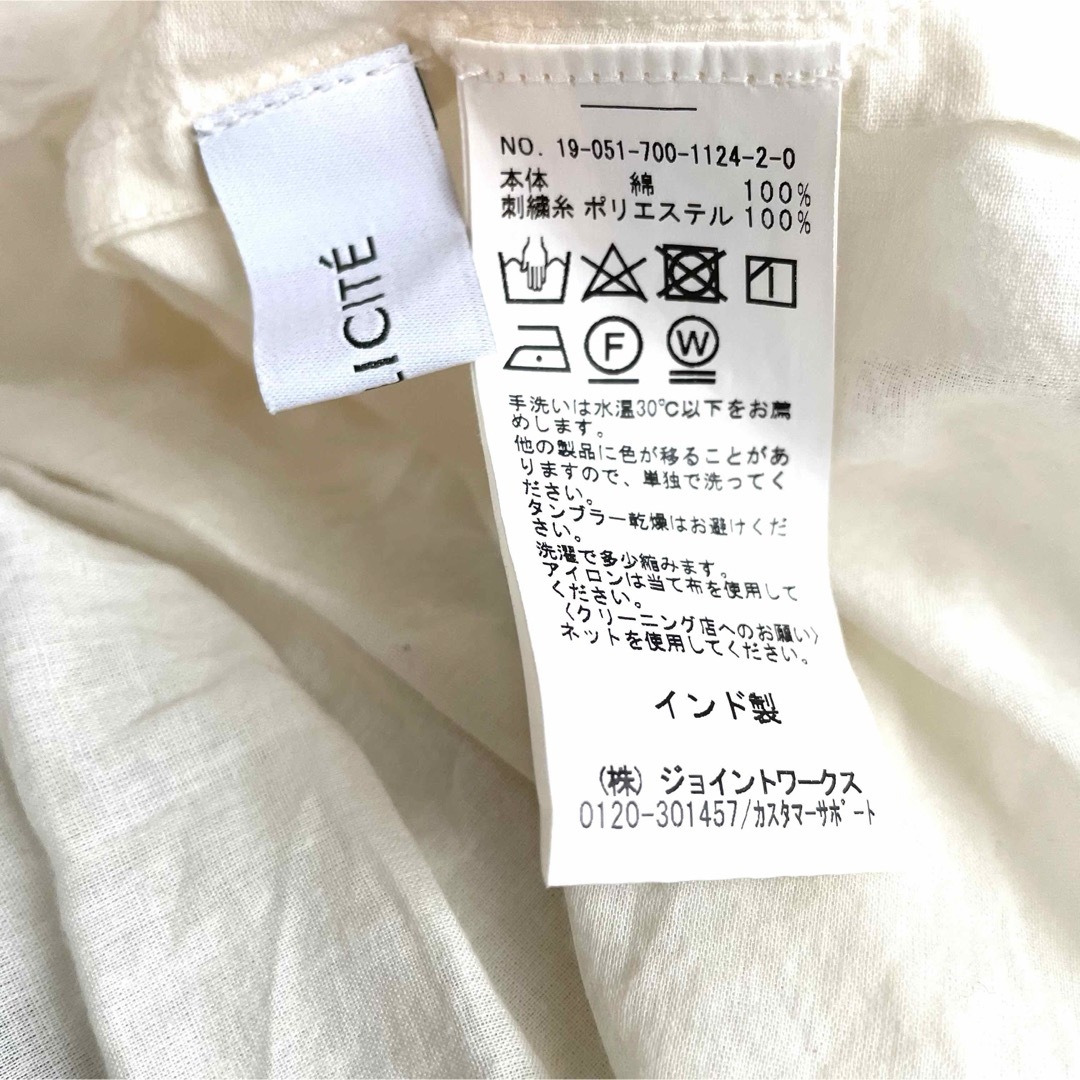 LICITÉ
NO. 19-051-700-1124-2-0
本体 綿 100%
刺繍糸 ポリエステル 100%
F
W
手洗いは水温30℃以下をお薦
めします。
他の製品に色が移ることがあ
りますので、単独で洗ってく
ださい。
タンブラー乾燥はお避けくだ
さい。
洗濯で多少縮みます。
アイロンは当て布を使用して
ください。
〈クリーニング店へのお願い〉
ネットを使用してください。
インド製
(株) ジョイントワークス
0120-301457/カスタマーサポート